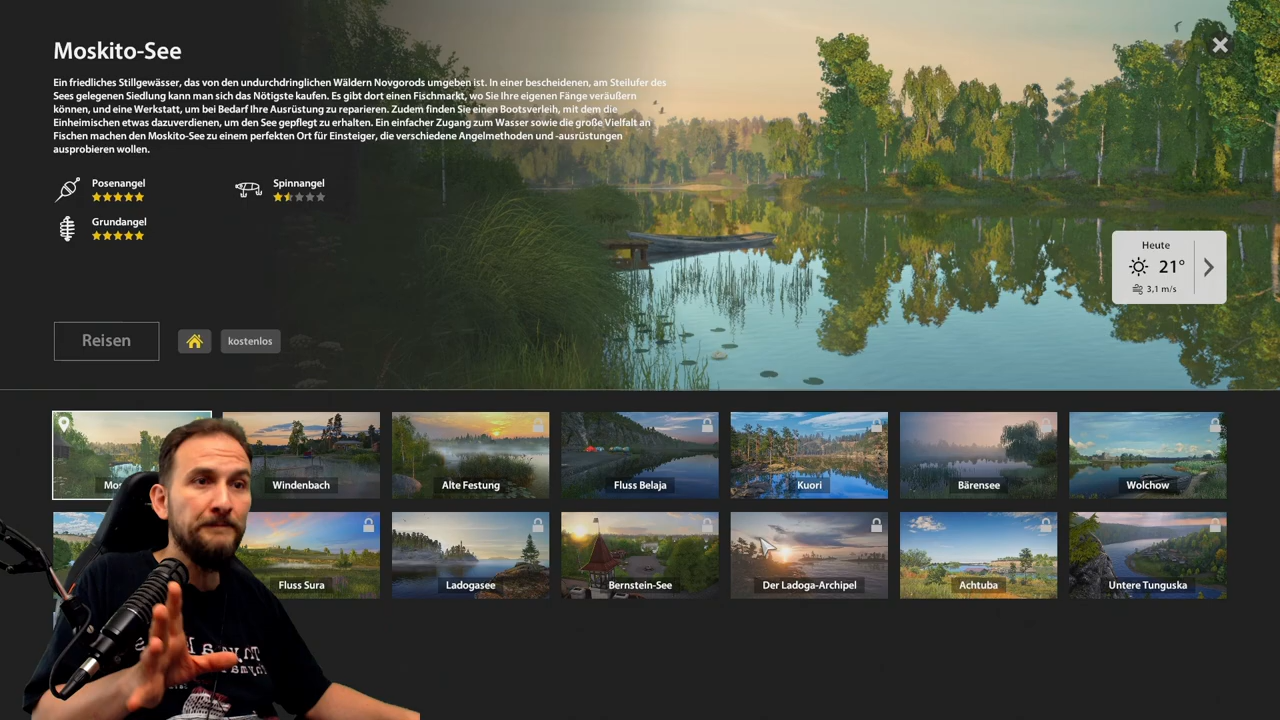 Moskito-See
Ein friedliches Stillgewässer, das von den undurchdringlichen Wäldern Novgorods umgeben ist. In einer bescheidenen, am Steilufer des
Sees gelegenen Siedlung kann man sich das Nötigste kaufen. Es gibt dort einen Fischmarkt, wo Sie Ihre eigenen Fänge veräußern
können, und eine Werkstatt, um bei Bedarf Ihre Ausrüstung zu reparieren. Zudem finden Sie einen Bootsverleih, mit dem die
Einheimischen etwas dazuverdienen, um den See gepflegt zu erhalten. Ein einfacher Zugang zum Wasser sowie die große Vielfalt an
Fischen machen den Moskito-See zu einem perfekten Ort für Einsteiger, die verschiedene Angelmethoden und -ausrüstungen
ausprobieren wollen.
Posenangel
Spinnangel
Grundangel
Heute
21°
3,1 m/s
Reisen
kostenlos
Windenbach
Alte Festung
Fluss Belaja
Kuori
Bärensee
Wolchow
Fluss Sura
Ladogasee
Bernstein-See
Der Ladoga-Archipel
Achtuba
Untere Tunguska